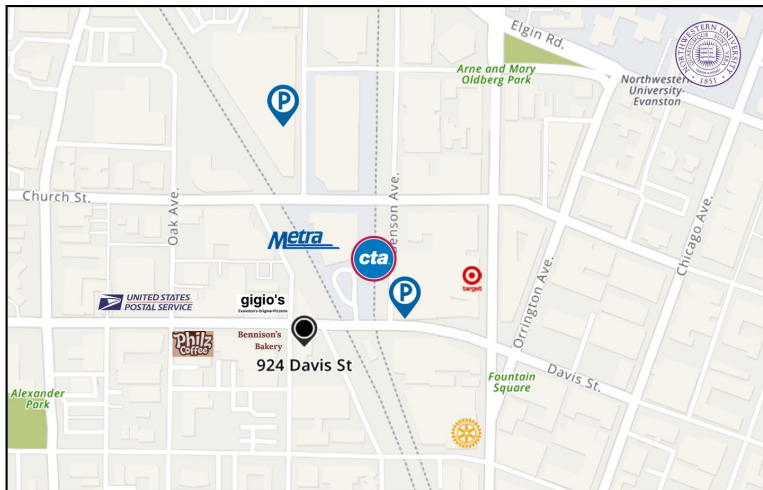 Elgin Rd.
NORTHWESTERN UNIVERSITY
1851
Arne and Mary
Oldberg Park
Northwestern
University-
Evanston
P
Church St.
Oak Ave.
Benson Ave.
Chicago Ave.
Metra
cta
Orrington Ave.
target
UNITED STATES
POSTAL SERVICE
gigio's
Evanston's Original Pizzeria
P
Philz
Coffee
Bennison's
Bakery
924 Davis St
Davis St.
Fountain
Square
Alexander
Park